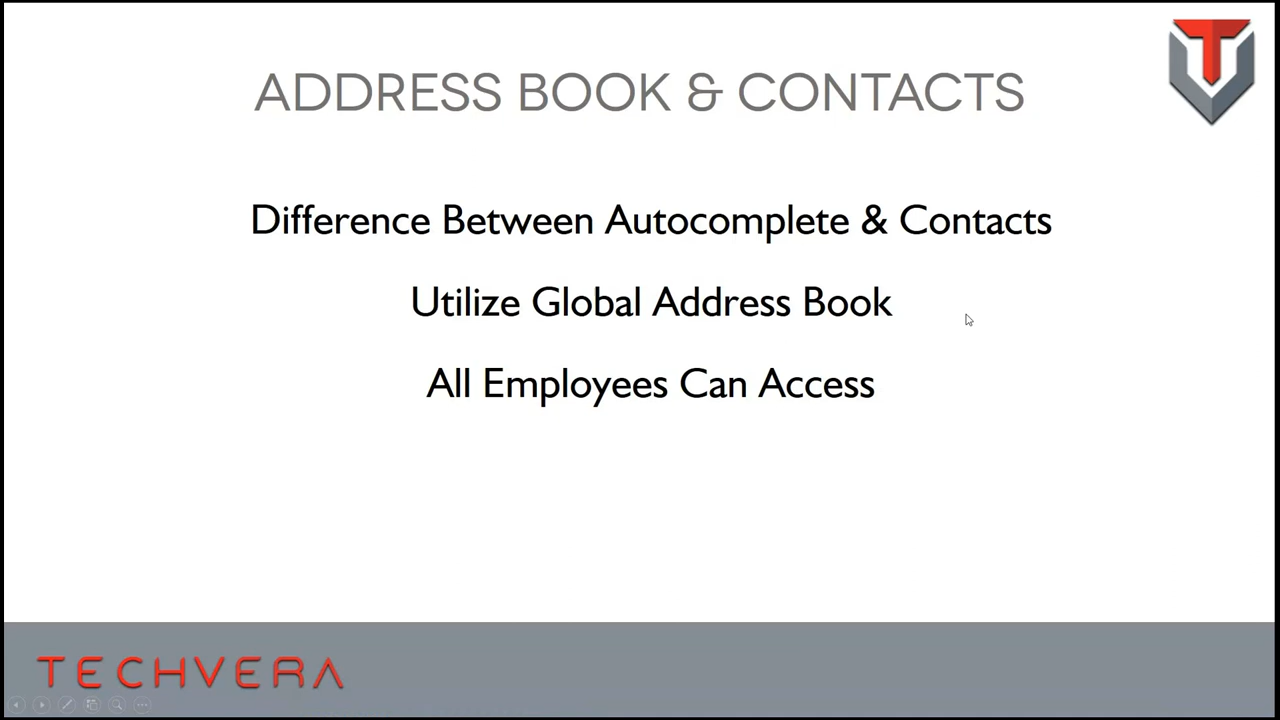 ADDRESS BOOK & CONTACTS
Difference Between Autocomplete & Contacts
Utilize Global Address Book
All Employees Can Access
TECHVERA